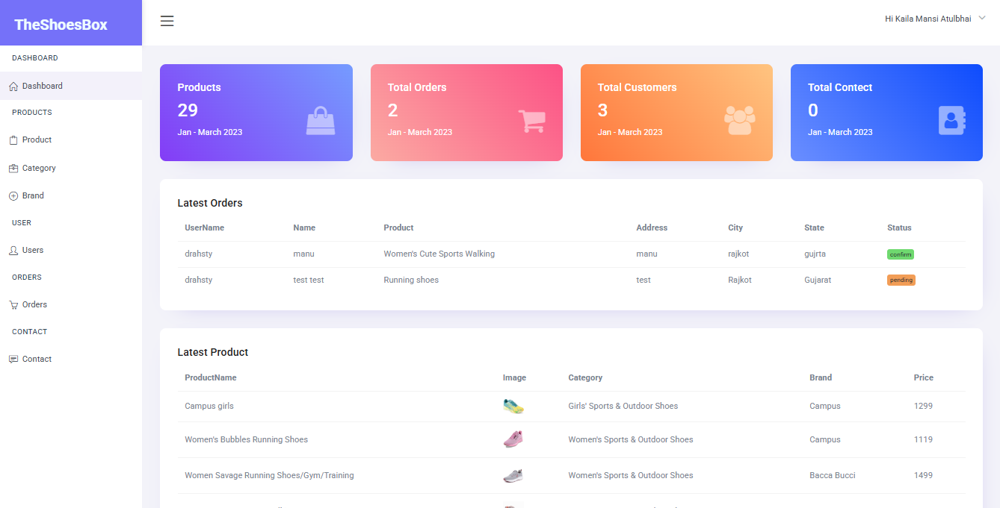 TheShoesBox
Hi Kaila Mansi Atulbhai
DASHBOARD
Dashboard
PRODUCTS
Product
Category
Brand
USER
Users
ORDERS
Orders
CONTACT
Contact
Products
29
Jan - March 2023
Total Orders
2
Jan - March 2023
Total Customers
3
Jan - March 2023
Total Contect
0
Jan - March 2023
Latest Orders
UserName Name Product Address City State Status
drahsty manu Women's Cute Sports Walking manu rajkot gujrta confirm
drahsty test test Running shoes test Rajkot Gujarat pending
Latest Product
ProductName Image Category Brand Price
Campus girls Girls' Sports & Outdoor Shoes Campus 1299
Women's Bubbles Running Shoes Women's Sports & Outdoor Shoes Campus 1119
Women Savage Running Shoes/Gym/Training Women's Sports & Outdoor Shoes Bacca Bucci 1499